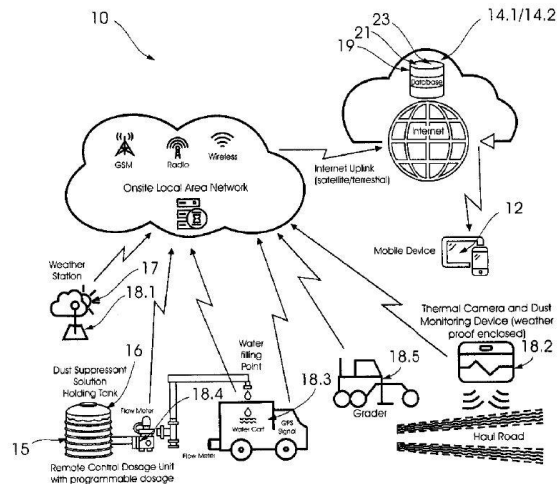 10
23
21
19
14.1/14.2
Database
Internet
GSM
Radio
Wireless
Onsite Local Area Network
Internet Uplink
(satellite/terrestial)
12
Mobile Device
Weather
Station
17
18.1
Thermal Camera and Dust
Monitoring Device (weather
proof enclosed)
18.2
Water
filling
Point
18.5
Grader
Dust Suppressant
Solution
Holding Tank
16
Flow Meter
18.4
18.3
Water Cart
GPS
Signal
Haul Road
15
Flow Meter
Remote Control Dosage Unit
with programmable dosage